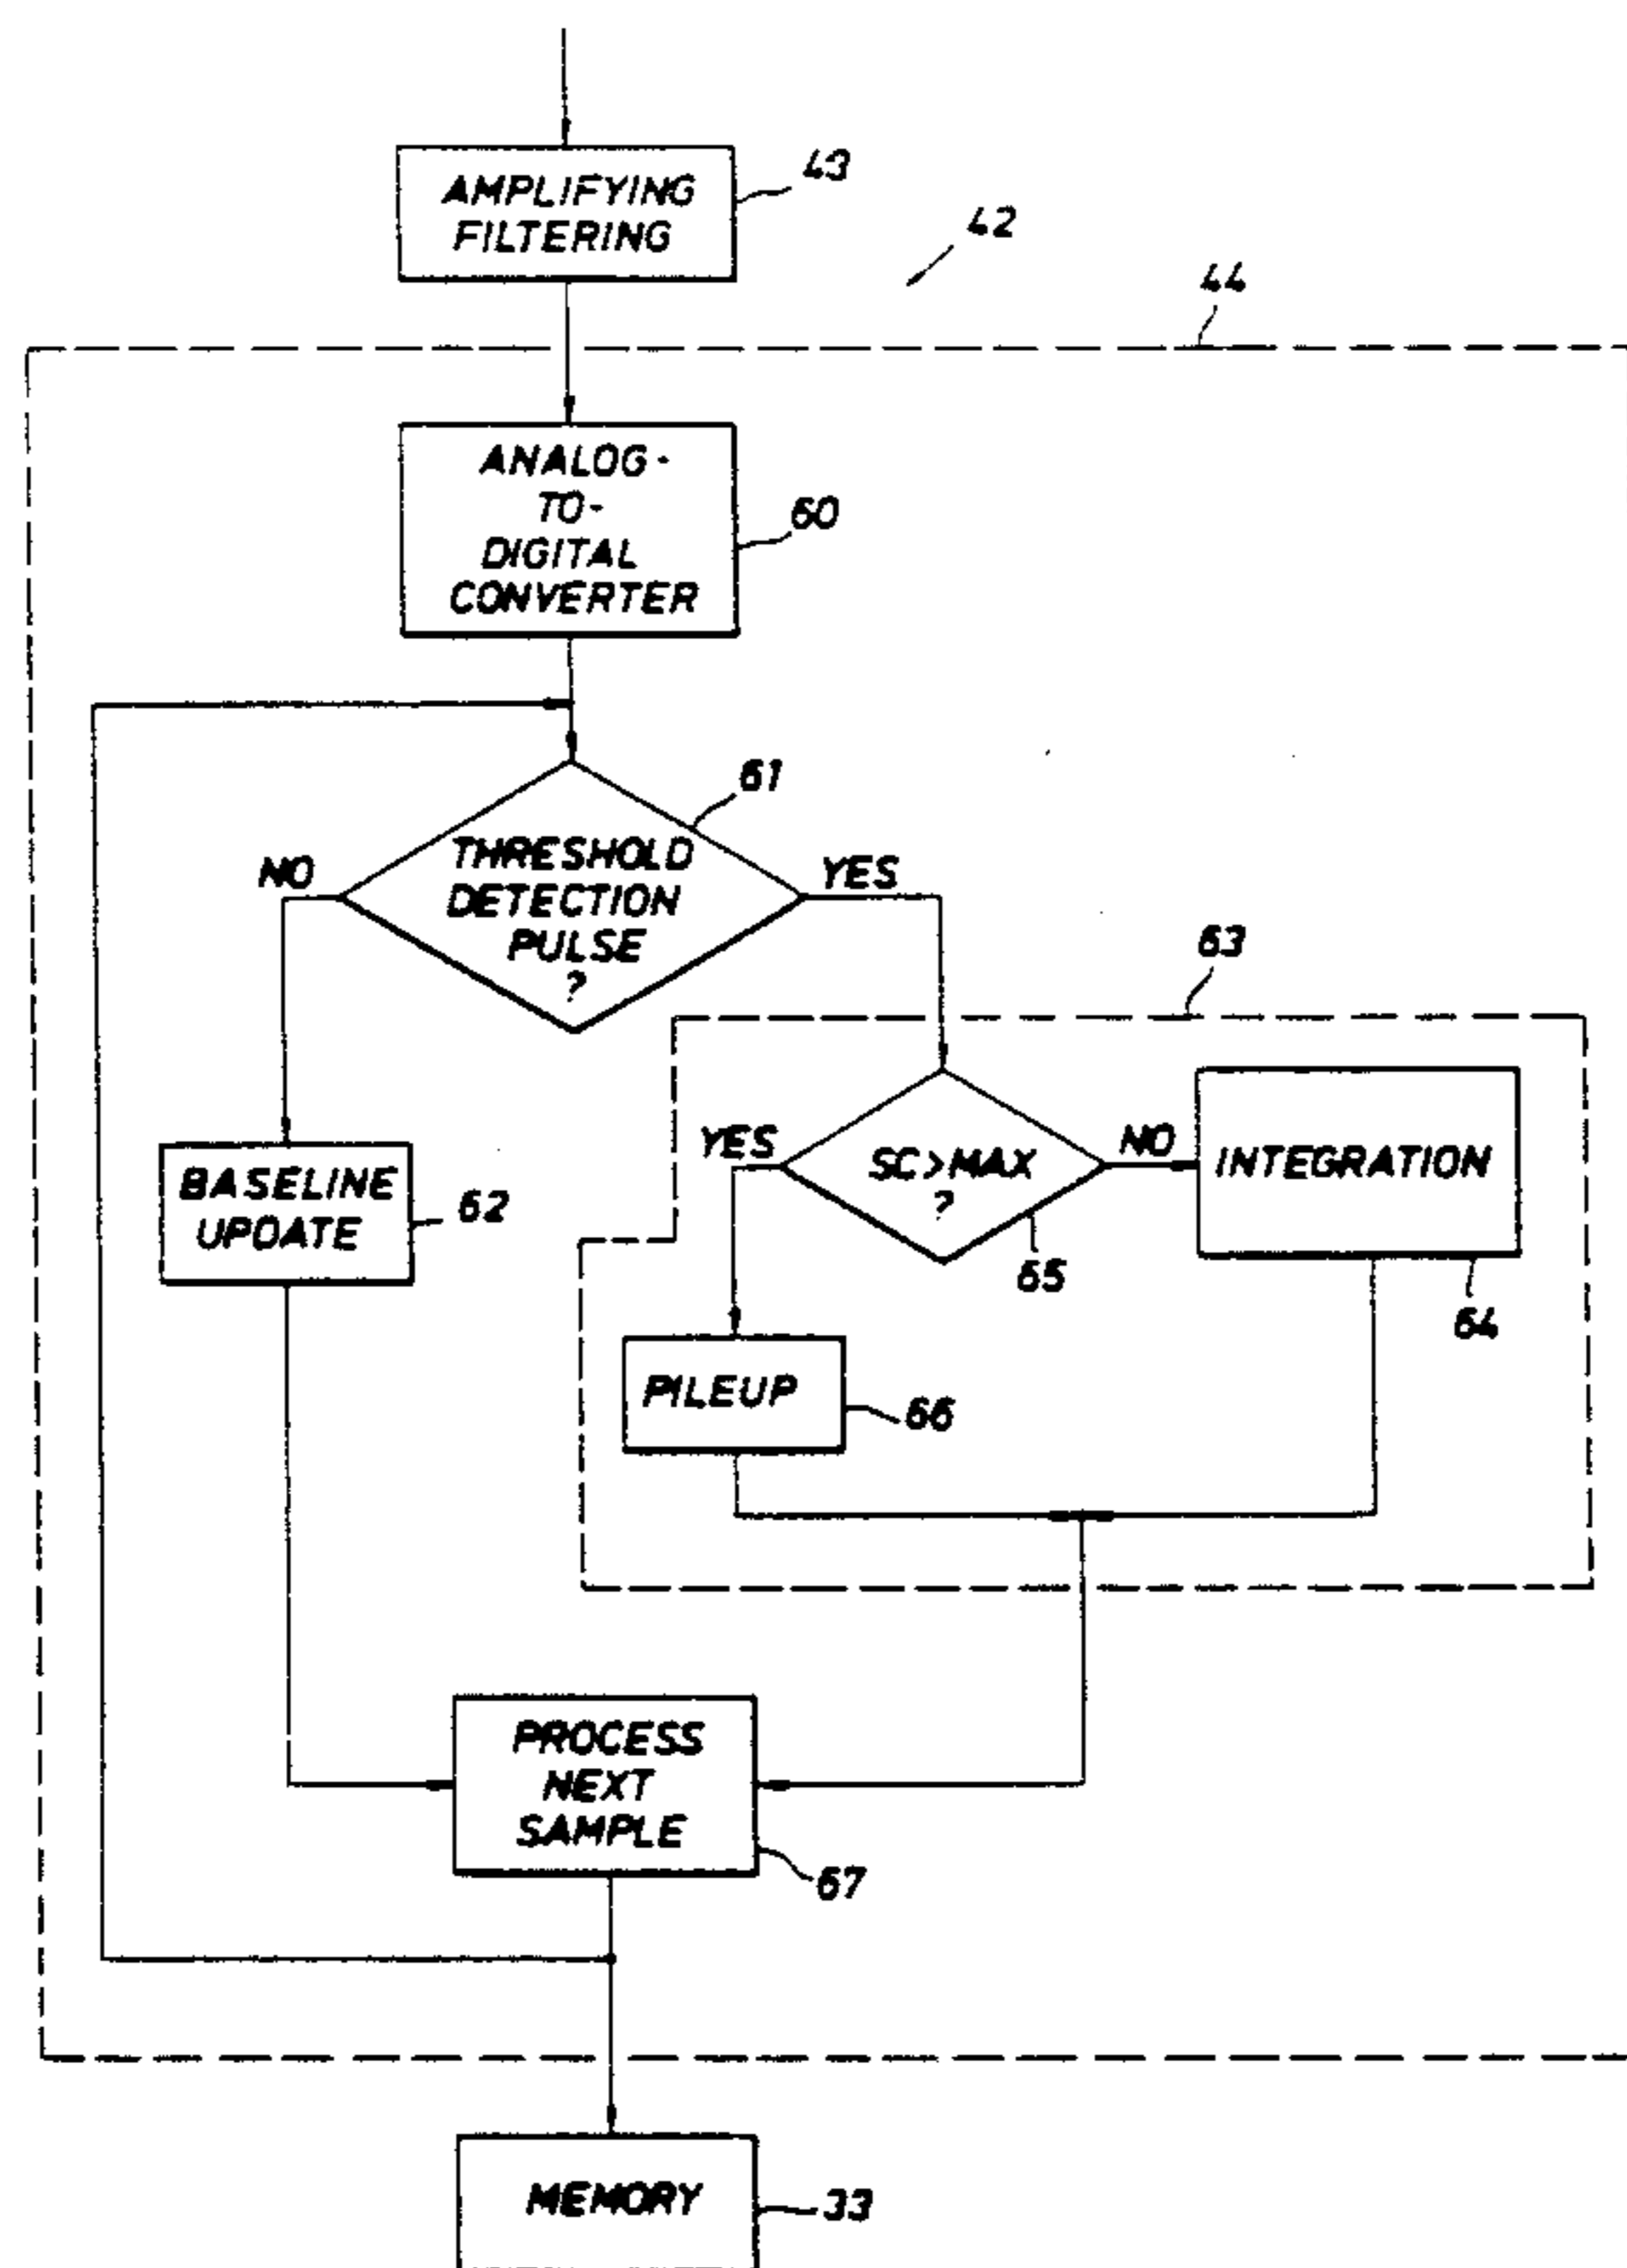 AMPLIFYING
FILTERING
43
42
44
ANALOG-
TO-
DIGITAL
CONVERTER
60
61
THRESHOLD
DETECTION
PULSE
?
NO
YES
63
BASELINE
UPDATE
62
YES
SC>MAX
?
NO
65
INTEGRATION
64
PILEUP
66
PROCESS
NEXT
SAMPLE
67
MEMORY
33